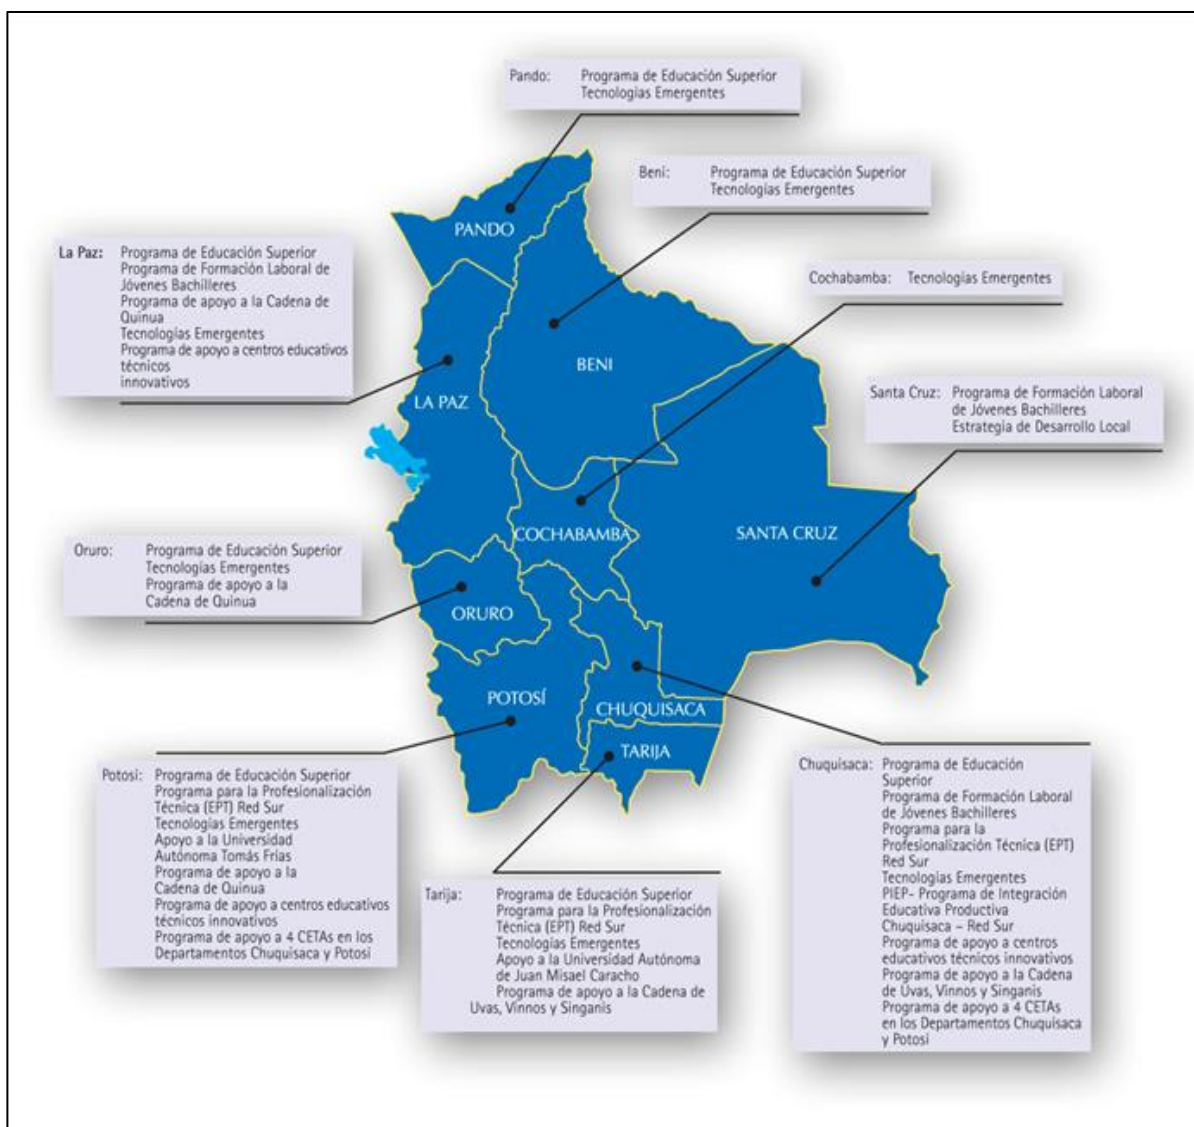 Pando: Programa de Educación Superior
Tecnologías Emergentes
Beni: Programa de Educación Superior
Tecnologías Emergentes
La Paz: Programa de Educación Superior
Programa de Formación Laboral de
Jóvenes Bachilleres
Programa de apoyo a la Cadena de
Quinua
Tecnologías Emergentes
Programa de apoyo a centros educativos
técnicos
innovativos
Cochabamba: Tecnologías Emergentes
Santa Cruz: Programa de Formación Laboral
de Jóvenes Bachilleres
Estrategia de Desarrollo Local
Oruro: Programa de Educación Superior
Tecnologías Emergentes
Programa de apoyo a la
Cadena de Quinua
PANDO
BENI
LA PAZ
COCHABAMBA
SANTA CRUZ
ORURO
POTOSÍ
CHUQUISACA
TARIJA
Potosi: Programa de Educación Superior
Programa para la Profesionalización
Técnica (EPT) Red Sur
Tecnologías Emergentes
Apoyo a la Universidad
Autónoma Tomás Frías
Programa de apoyo a la
Cadena de Quinua
Programa de apoyo a centros educativos
técnicos innovativos
Programa de apoyo a 4 CETAs en los
Departamentos Chuquisaca y Potosi
Tarija: Programa de Educación Superior
Programa para la Profesionalización
Técnica (EPT) Red Sur
Tecnologías Emergentes
Apoyo a la Universidad Autónoma
de Juan Misael Caracho
Programa de apoyo a la Cadena de
Uvas, Vinnos y Singanis
Chuquisaca: Programa de Educación
Superior
Programa de Formación Laboral
de Jóvenes Bachilleres
Programa para la
Profesionalización Técnica (EPT)
Red Sur
Tecnologías Emergentes
PIEP- Programa de Integración
Educativa Productiva
Chuquisaca – Red Sur
Programa de apoyo a centros
educativos técnicos innovativos
Programa de apoyo a la Cadena
de Uvas, Vinnos y Singanis
Programa de apoyo a 4 CETAs
en los Departamentos Chuquisaca
y Potosi